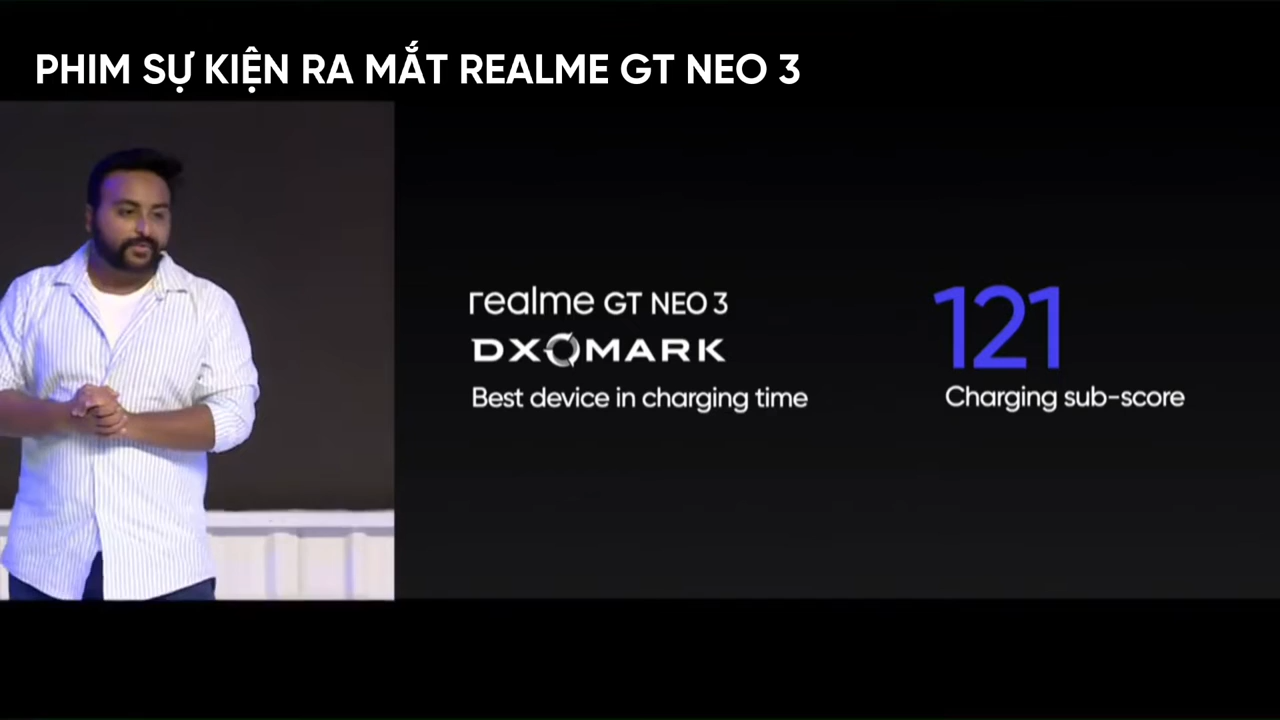 PHIM SỰ KIỆN RA MẮT REALME GT NEO 3
realme GT NEO 3
DXOMARK
Best device in charging time
121
Charging sub-score